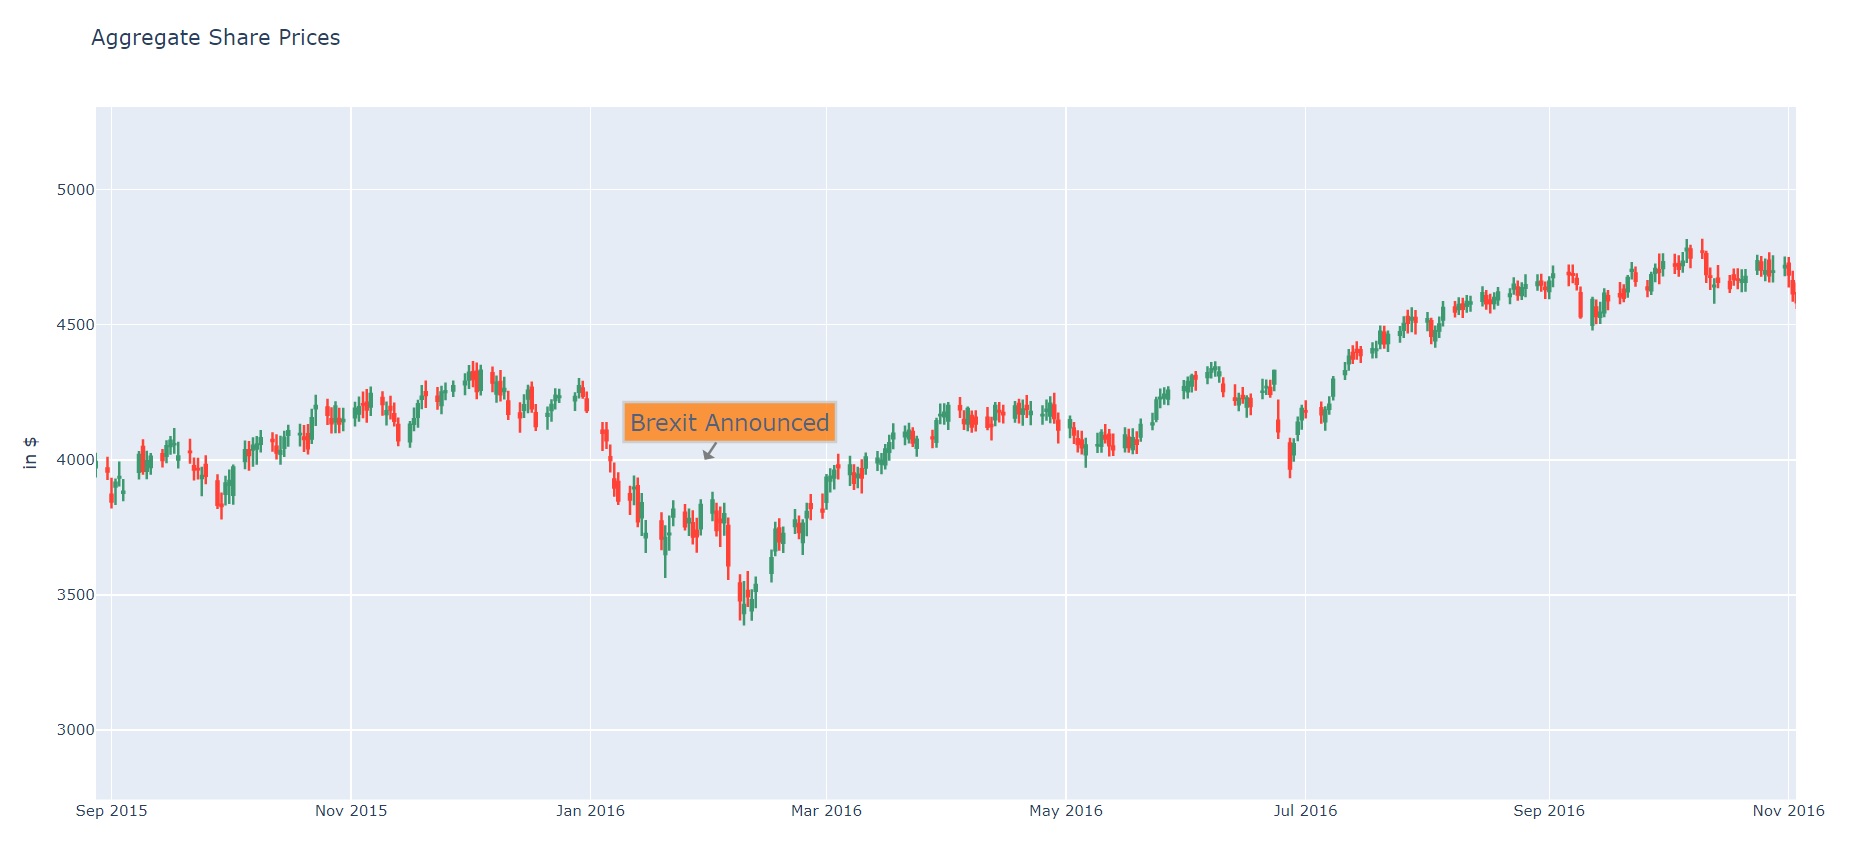 Aggregate Share Prices
5000
4500
4000
3500
3000
in $
Brexit Announced
Sep 2015
Nov 2015
Jan 2016
Mar 2016
May 2016
Jul 2016
Sep 2016
Nov 2016